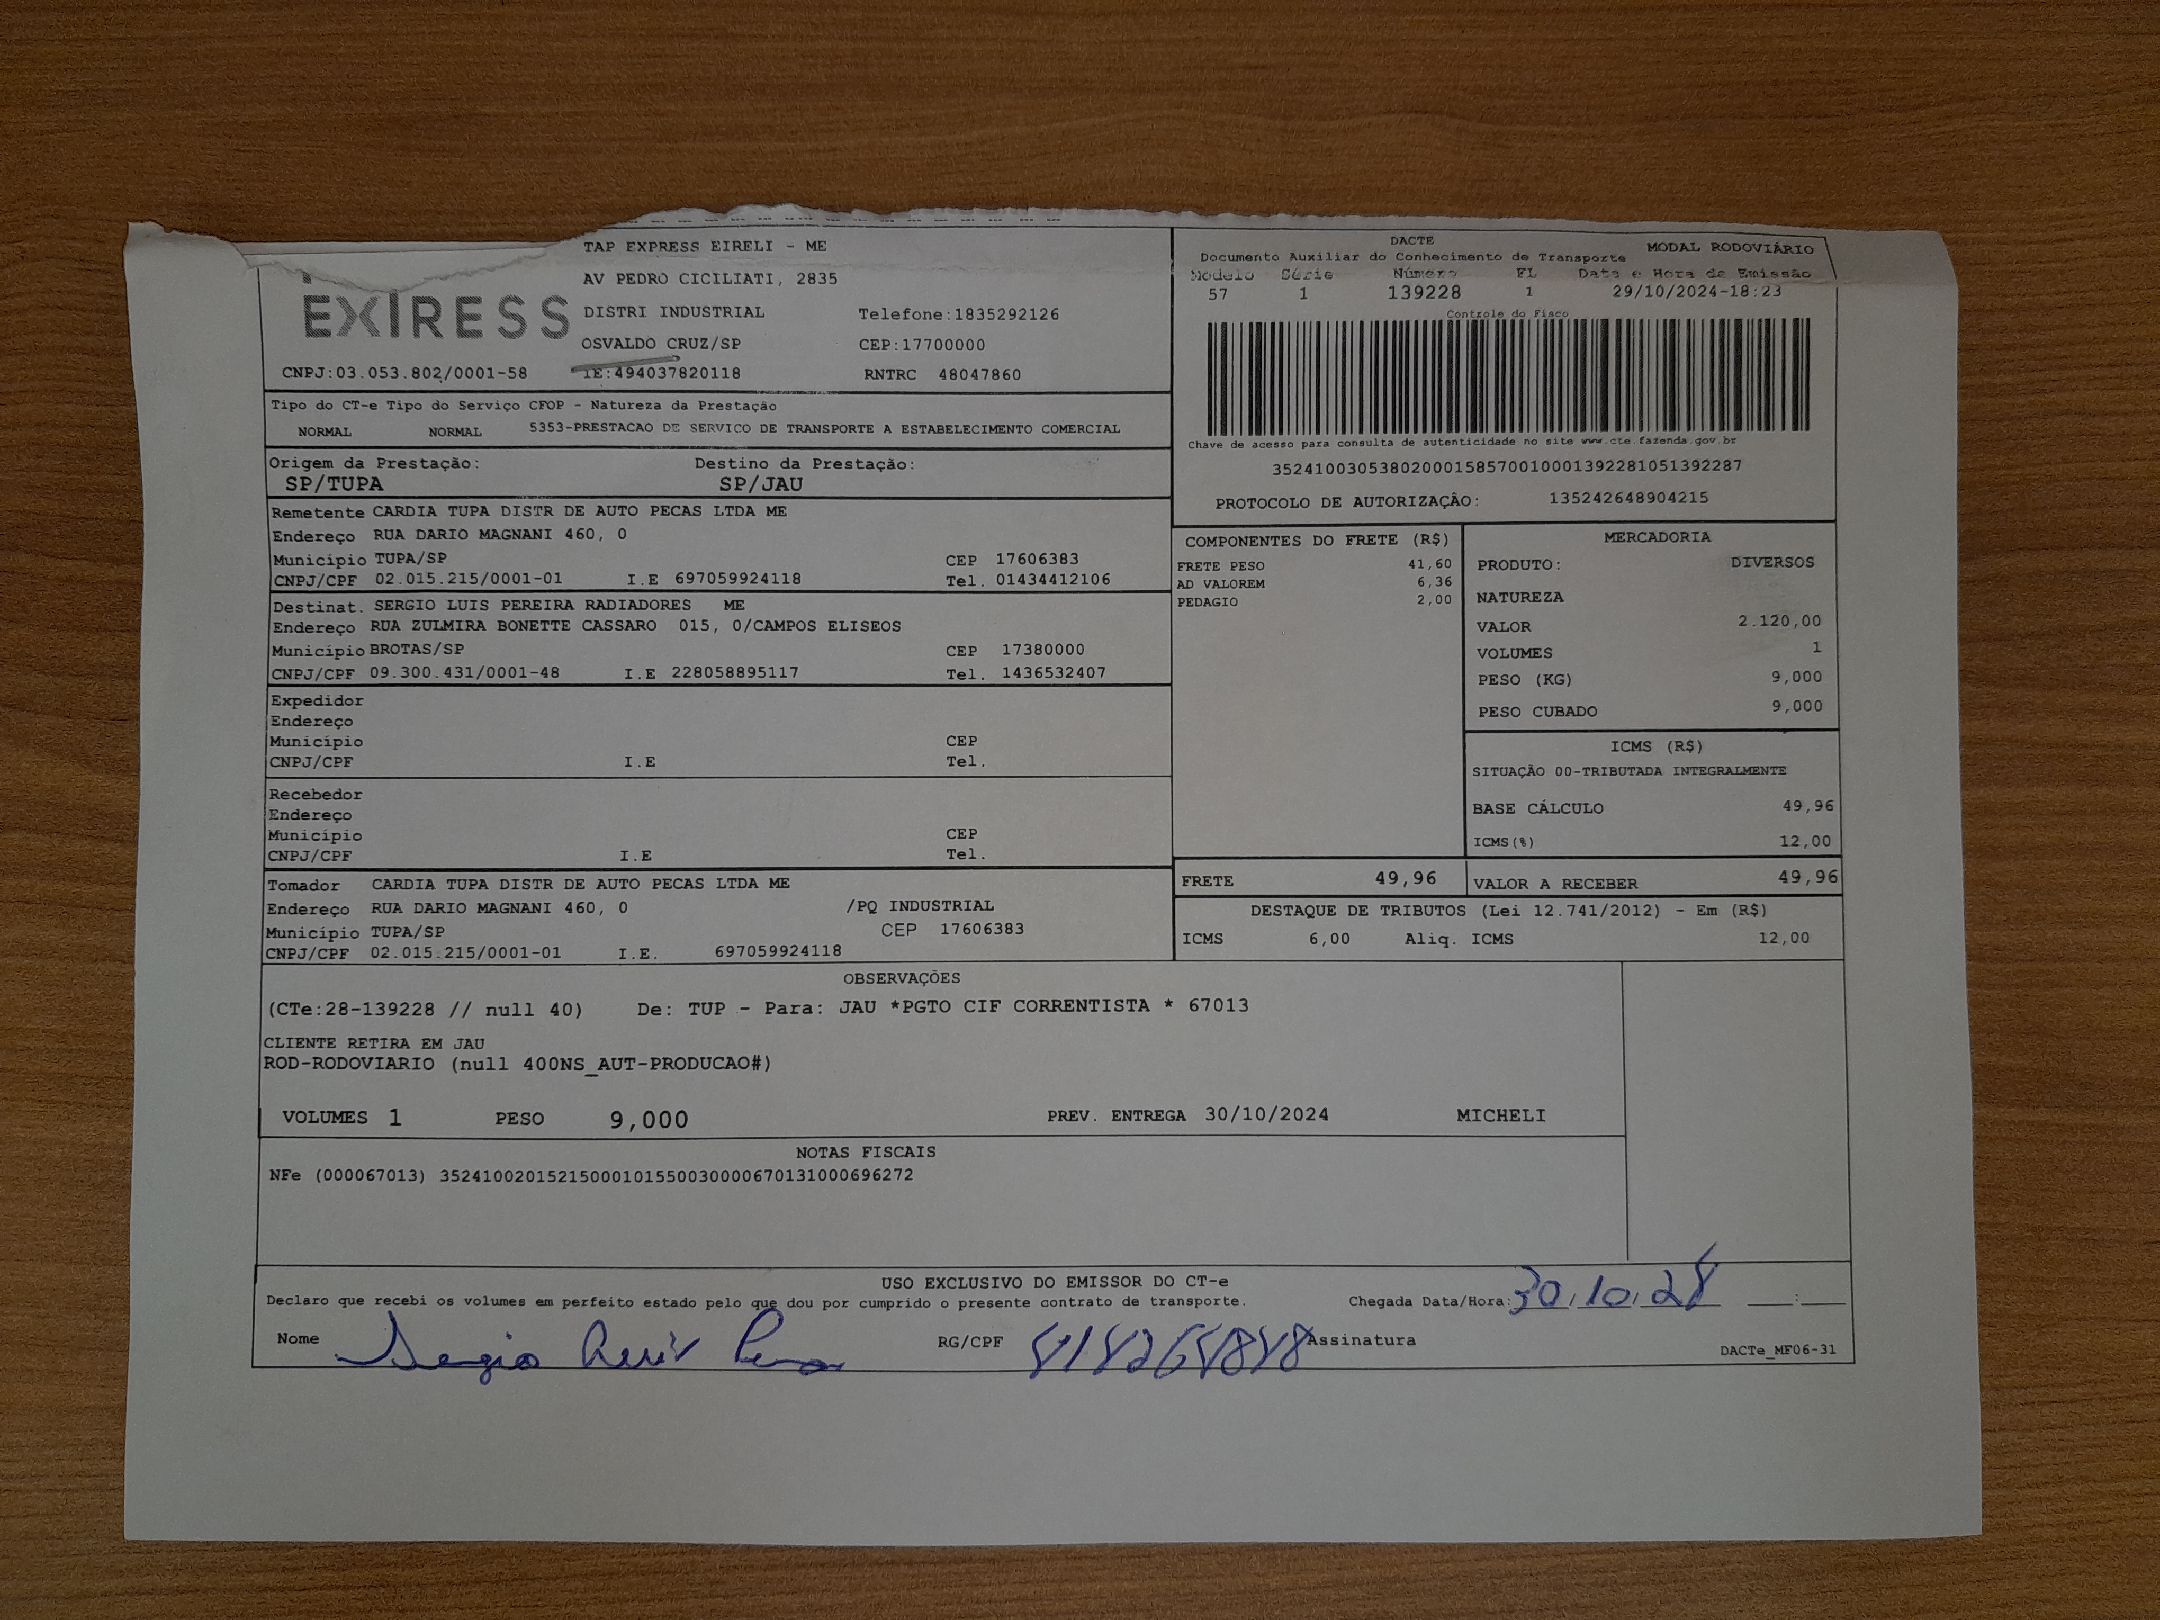 TAP EXPRESS EIRELI - ME
AV PEDRO CICILIATI, 2835
EXIRESS
DISTRI INDUSTRIAL Telefone:1835292126
OSVALDO CRUZ/SP CEP:17700000
CNPJ:03.053.802/0001-58 IE:494037820118 RNTRC 48047860
DACTE MODAL RODOVIÁRIO
Documento Auxiliar do Conhecimento de Transporte
Modelo Série Número FL Data e Hora de Emissão
57 1 139228 1 29/10/2024-18:23
Controle do Fisco
Chave de acesso para consulta de autenticidade no site www.cte.fazenda.gov.br
35241003053802000158570010001392281051392287
PROTOCOLO DE AUTORIZAÇÃO: 135242648904215
Tipo do CT-e Tipo do Serviço CFOP - Natureza da Prestação
NORMAL NORMAL 5353-PRESTACAO DE SERVICO DE TRANSPORTE A ESTABELECIMENTO COMERCIAL
Origem da Prestação: Destino da Prestação:
SP/TUPA SP/JAU
Remetente CARDIA TUPA DISTR DE AUTO PECAS LTDA ME
Endereço RUA DARIO MAGNANI 460, 0
Município TUPA/SP CEP 17606383
CNPJ/CPF 02.015.215/0001-01 I.E 697059924118 Tel. 01434412106
Destinat. SERGIO LUIS PEREIRA RADIADORES ME
Endereço RUA ZULMIRA BONETTE CASSARO 015, 0/CAMPOS ELISEOS
Município BROTAS/SP CEP 17380000
CNPJ/CPF 09.300.431/0001-48 I.E 228058895117 Tel. 1436532407
Expedidor
Endereço
Município CEP
CNPJ/CPF I.E Tel.
Recebedor
Endereço
Município CEP
CNPJ/CPF I.E Tel.
Tomador CARDIA TUPA DISTR DE AUTO PECAS LTDA ME
Endereço RUA DARIO MAGNANI 460, 0 /PQ INDUSTRIAL
Município TUPA/SP CEP 17606383
CNPJ/CPF 02.015.215/0001-01 I.E. 697059924118
COMPONENTES DO FRETE (R$)
FRETE PESO 41,60
AD VALOREM 6,36
PEDAGIO 2,00
MERCADORIA
PRODUTO: DIVERSOS
NATUREZA
VALOR 2.120,00
VOLUMES 1
PESO (KG) 9,000
PESO CUBADO 9,000
ICMS (R$)
SITUAÇÃO 00-TRIBUTADA INTEGRALMENTE
BASE CÁLCULO 49,96
ICMS(%) 12,00
FRETE 49,96 VALOR A RECEBER 49,96
DESTAQUE DE TRIBUTOS (Lei 12.741/2012) - Em (R$)
ICMS 6,00 Aliq. ICMS 12,00
OBSERVAÇÕES
(CTe:28-139228 // null 40) De: TUP - Para: JAU *PGTO CIF CORRENTISTA * 67013
CLIENTE RETIRA EM JAU
ROD-RODOVIARIO (null 400NS_AUT-PRODUCAO#)
VOLUMES 1 PESO 9,000 PREV. ENTREGA 30/10/2024 MICHELI
NOTAS FISCAIS
NFe (000067013) 35241002015215000101550030000670131000696272
USO EXCLUSIVO DO EMISSOR DO CT-e
Declaro que recebi os volumes em perfeito estado pelo que dou por cumprido o presente contrato de transporte. Chegada Data/Hora: 30,10,28 __:__
Nome Sergio RG/CPF Assinatura
DACTe_MF06-31